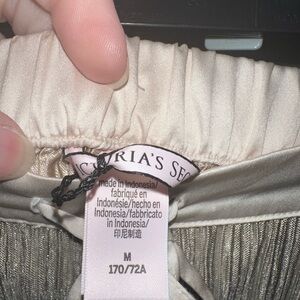 CTORIA'S SEC
made in Indonesia/
fabriqué en
Indonésie/hecho en
Indonesia/fabbricato
in Indonesia/
印尼制造
M
170/72A